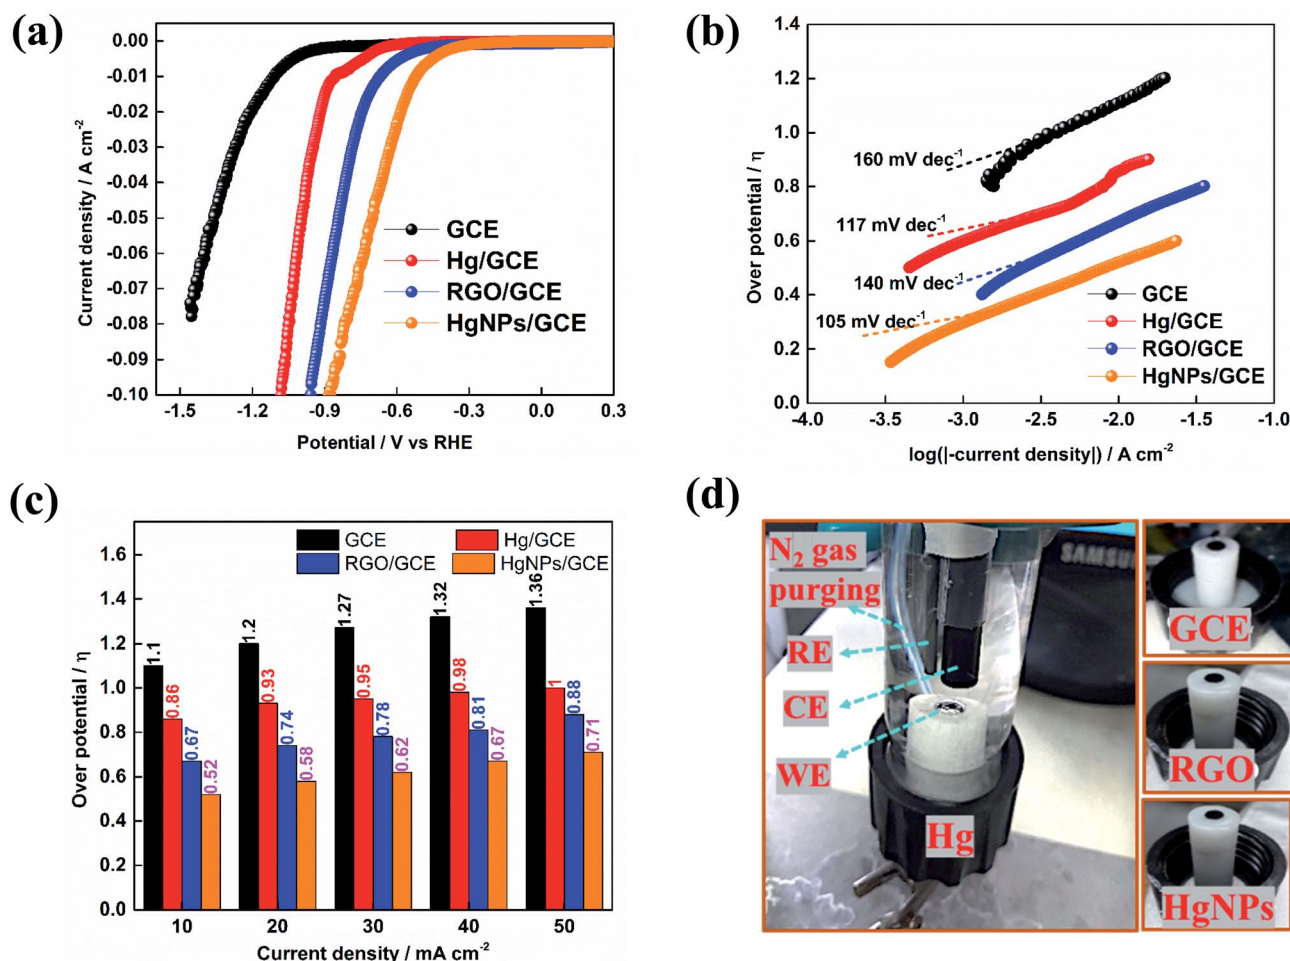 (a)
0.00
-0.01
-0.02
-0.03
-0.04
-0.05
-0.06
-0.07
-0.08
-0.09
-0.10
Current density / A cm-2
GCE
Hg/GCE
RGO/GCE
HgNPs/GCE
-1.5 -1.2 -0.9 -0.6 -0.3 0.0 0.3
Potential / V vs RHE
(b)
1.4
1.2
1.0
0.8
0.6
0.4
0.2
0.0
Over potential / η
160 mV dec-1
117 mV dec-1
140 mV dec-1
105 mV dec-1
GCE
Hg/GCE
RGO/GCE
HgNPs/GCE
-4.0 -3.5 -3.0 -2.5 -2.0 -1.5 -1.0
log(|-current density|) / A cm-2
(c)
1.6
1.4
1.2
1.0
0.8
0.6
0.4
0.2
0.0
Over potential / η
GCE Hg/GCE
RGO/GCE HgNPs/GCE
1.1 0.86 0.67 0.52
1.2 0.93 0.74 0.58
1.27 0.95 0.78 0.62
1.32 0.98 0.81 0.67
1.36 1 0.88 0.71
10 20 30 40 50
Current density / mA cm-2
(d)
N2 gas
purging
RE
CE
WE
Hg
SAMSUN
GCE
RGO
HgNPs